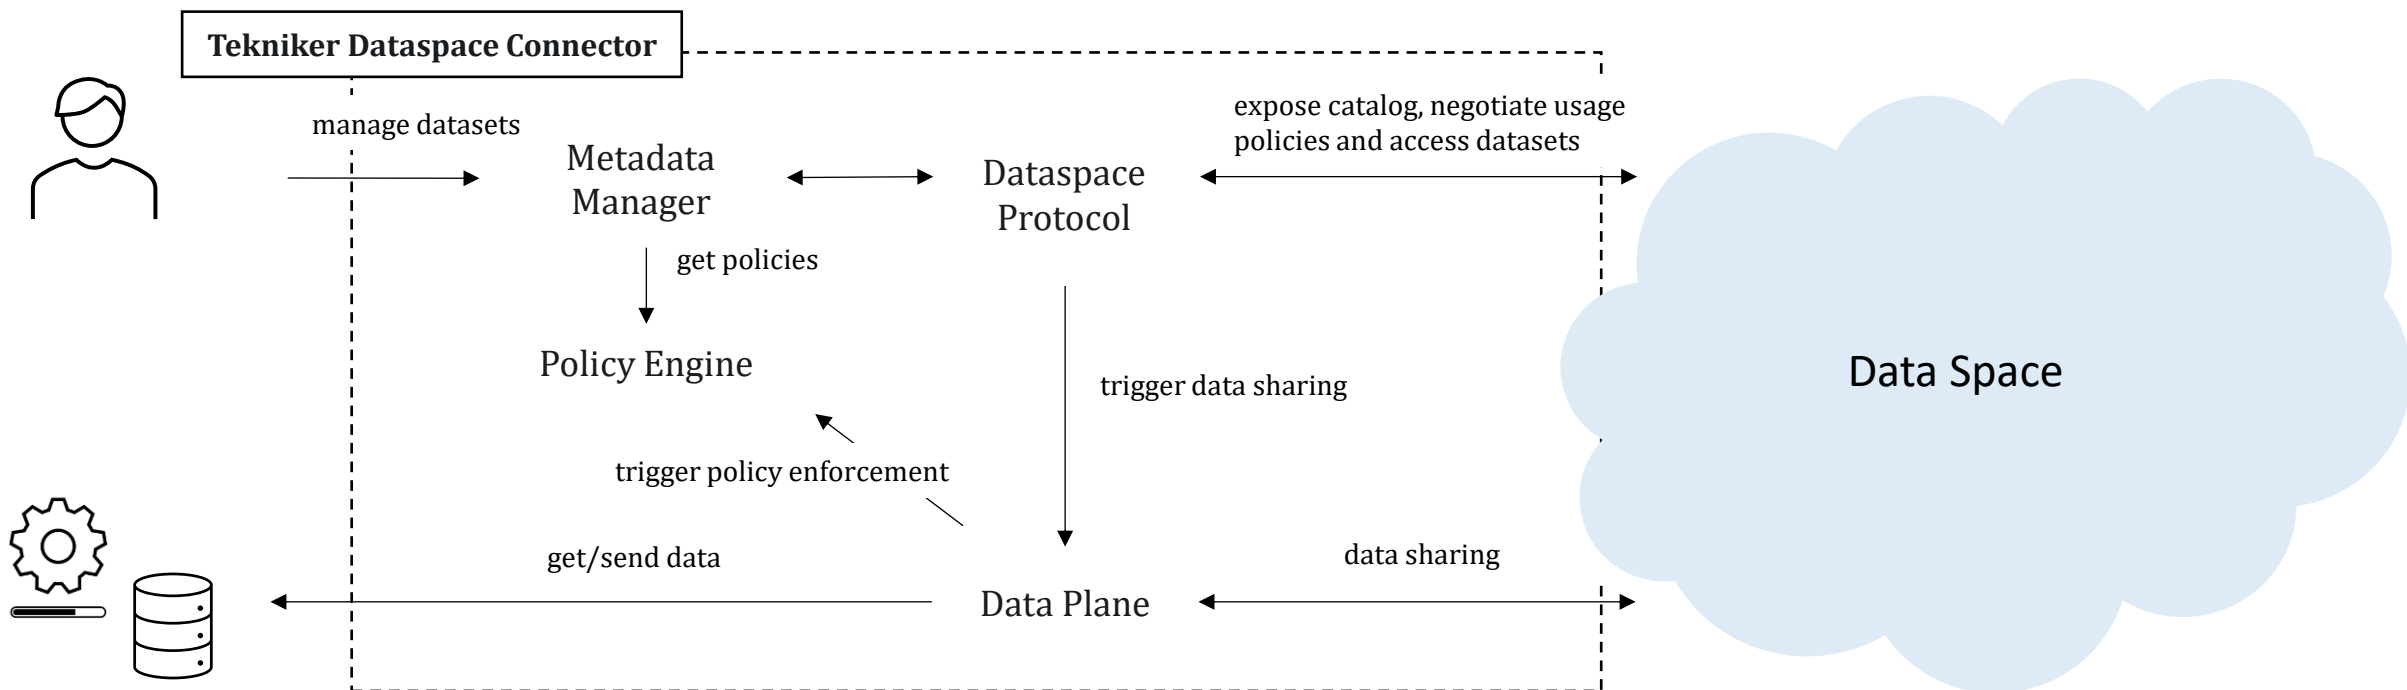 Tekniker Dataspace Connector
manage datasets
expose catalog, negotiate usage
policies and access datasets
Metadata
Manager
Dataspace
Protocol
get policies
Policy Engine
trigger data sharing
Data Space
trigger policy enforcement
get/send data
data sharing
Data Plane